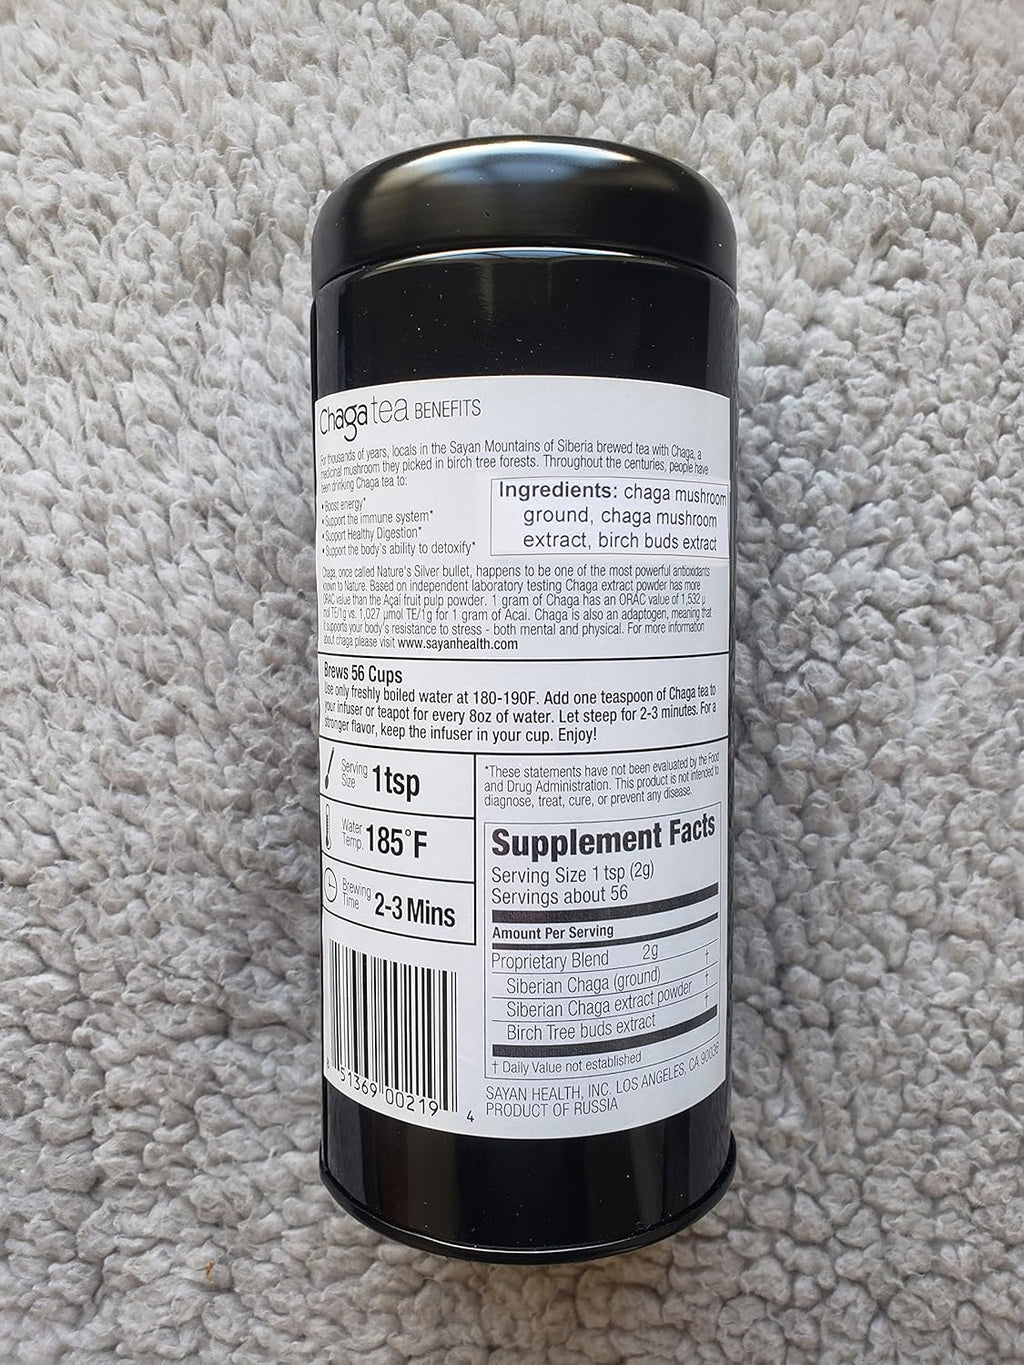 Chaga tea BENEFITS
For thousands of years, locals in the Sayan Mountains of Siberia brewed tea with Chaga, a
medicinal mushroom they picked in birch tree forests. Throughout the centuries, people have
been drinking Chaga tea to:
• Boost energy*
• Support the immune system*
• Support Healthy Digestion*
• Support the body's ability to detoxify*
Ingredients: chaga mushroom
ground, chaga mushroom
extract, birch buds extract
Chaga, once called Nature's Silver bullet, happens to be one of the most powerful antioxidants
known to Nature. Based on independent laboratory testing Chaga extract powder has more
ORAC value than the Açaí fruit pulp powder. 1 gram of Chaga has an ORAC value of 1,532 µ
mol TE/1g vs. 1,027 µmol TE/1g for 1 gram of Acai. Chaga is also an adaptogen, meaning that
it supports your body's resistance to stress - both mental and physical. For more information
about chaga please visit www.sayanhealth.com
Brews 56 Cups
Use only freshly boiled water at 180-190F. Add one teaspoon of Chaga tea to
your infuser or teapot for every 8oz of water. Let steep for 2-3 minutes. For a
stronger flavor, keep the infuser in your cup. Enjoy!
Serving
Size
1tsp
Water
Temp.
185°F
Brewing
Time
2-3 Mins
*These statements have not been evaluated by the Food
and Drug Administration. This product is not intended to
diagnose, treat, cure, or prevent any disease.
Supplement Facts
Serving Size 1 tsp (2g)
Servings about 56
Amount Per Serving
Proprietary Blend 2g †
Siberian Chaga (ground) †
Siberian Chaga extract powder †
Birch Tree buds extract
† Daily Value not established
SAYAN HEALTH, INC. LOS ANGELES, CA 90036
PRODUCT OF RUSSIA
8 51369 00219 4